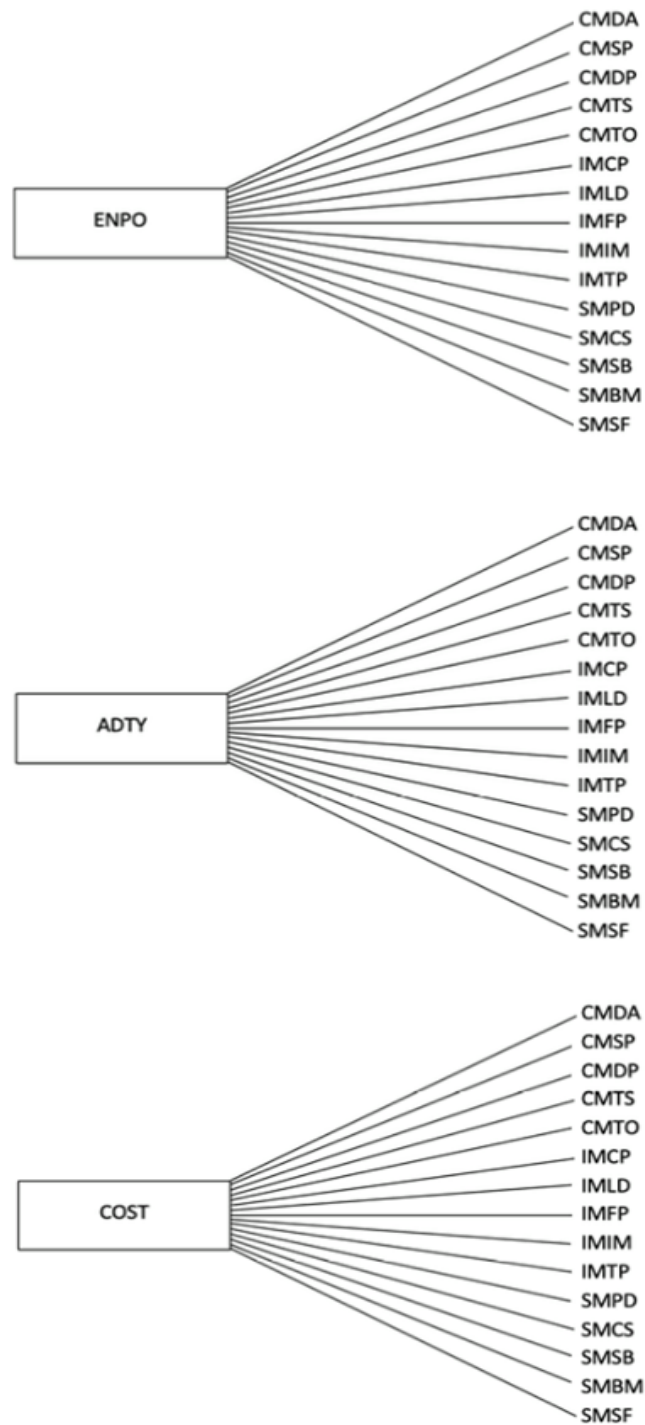 CMDA
CMSP
CMDP
CMTS
CMTO
IMCP
IMLD
ENPO
IMFP
IMIM
IMTP
SMPD
SMCS
SMSB
SMBM
SMSF
CMDA
CMSP
CMDP
CMTS
CMTO
IMCP
IMLD
ADTY
IMFP
IMIM
IMTP
SMPD
SMCS
SMSB
SMBM
SMSF
CMDA
CMSP
CMDP
CMTS
CMTO
IMCP
IMLD
COST
IMFP
IMIM
IMTP
SMPD
SMCS
SMSB
SMBM
SMSF